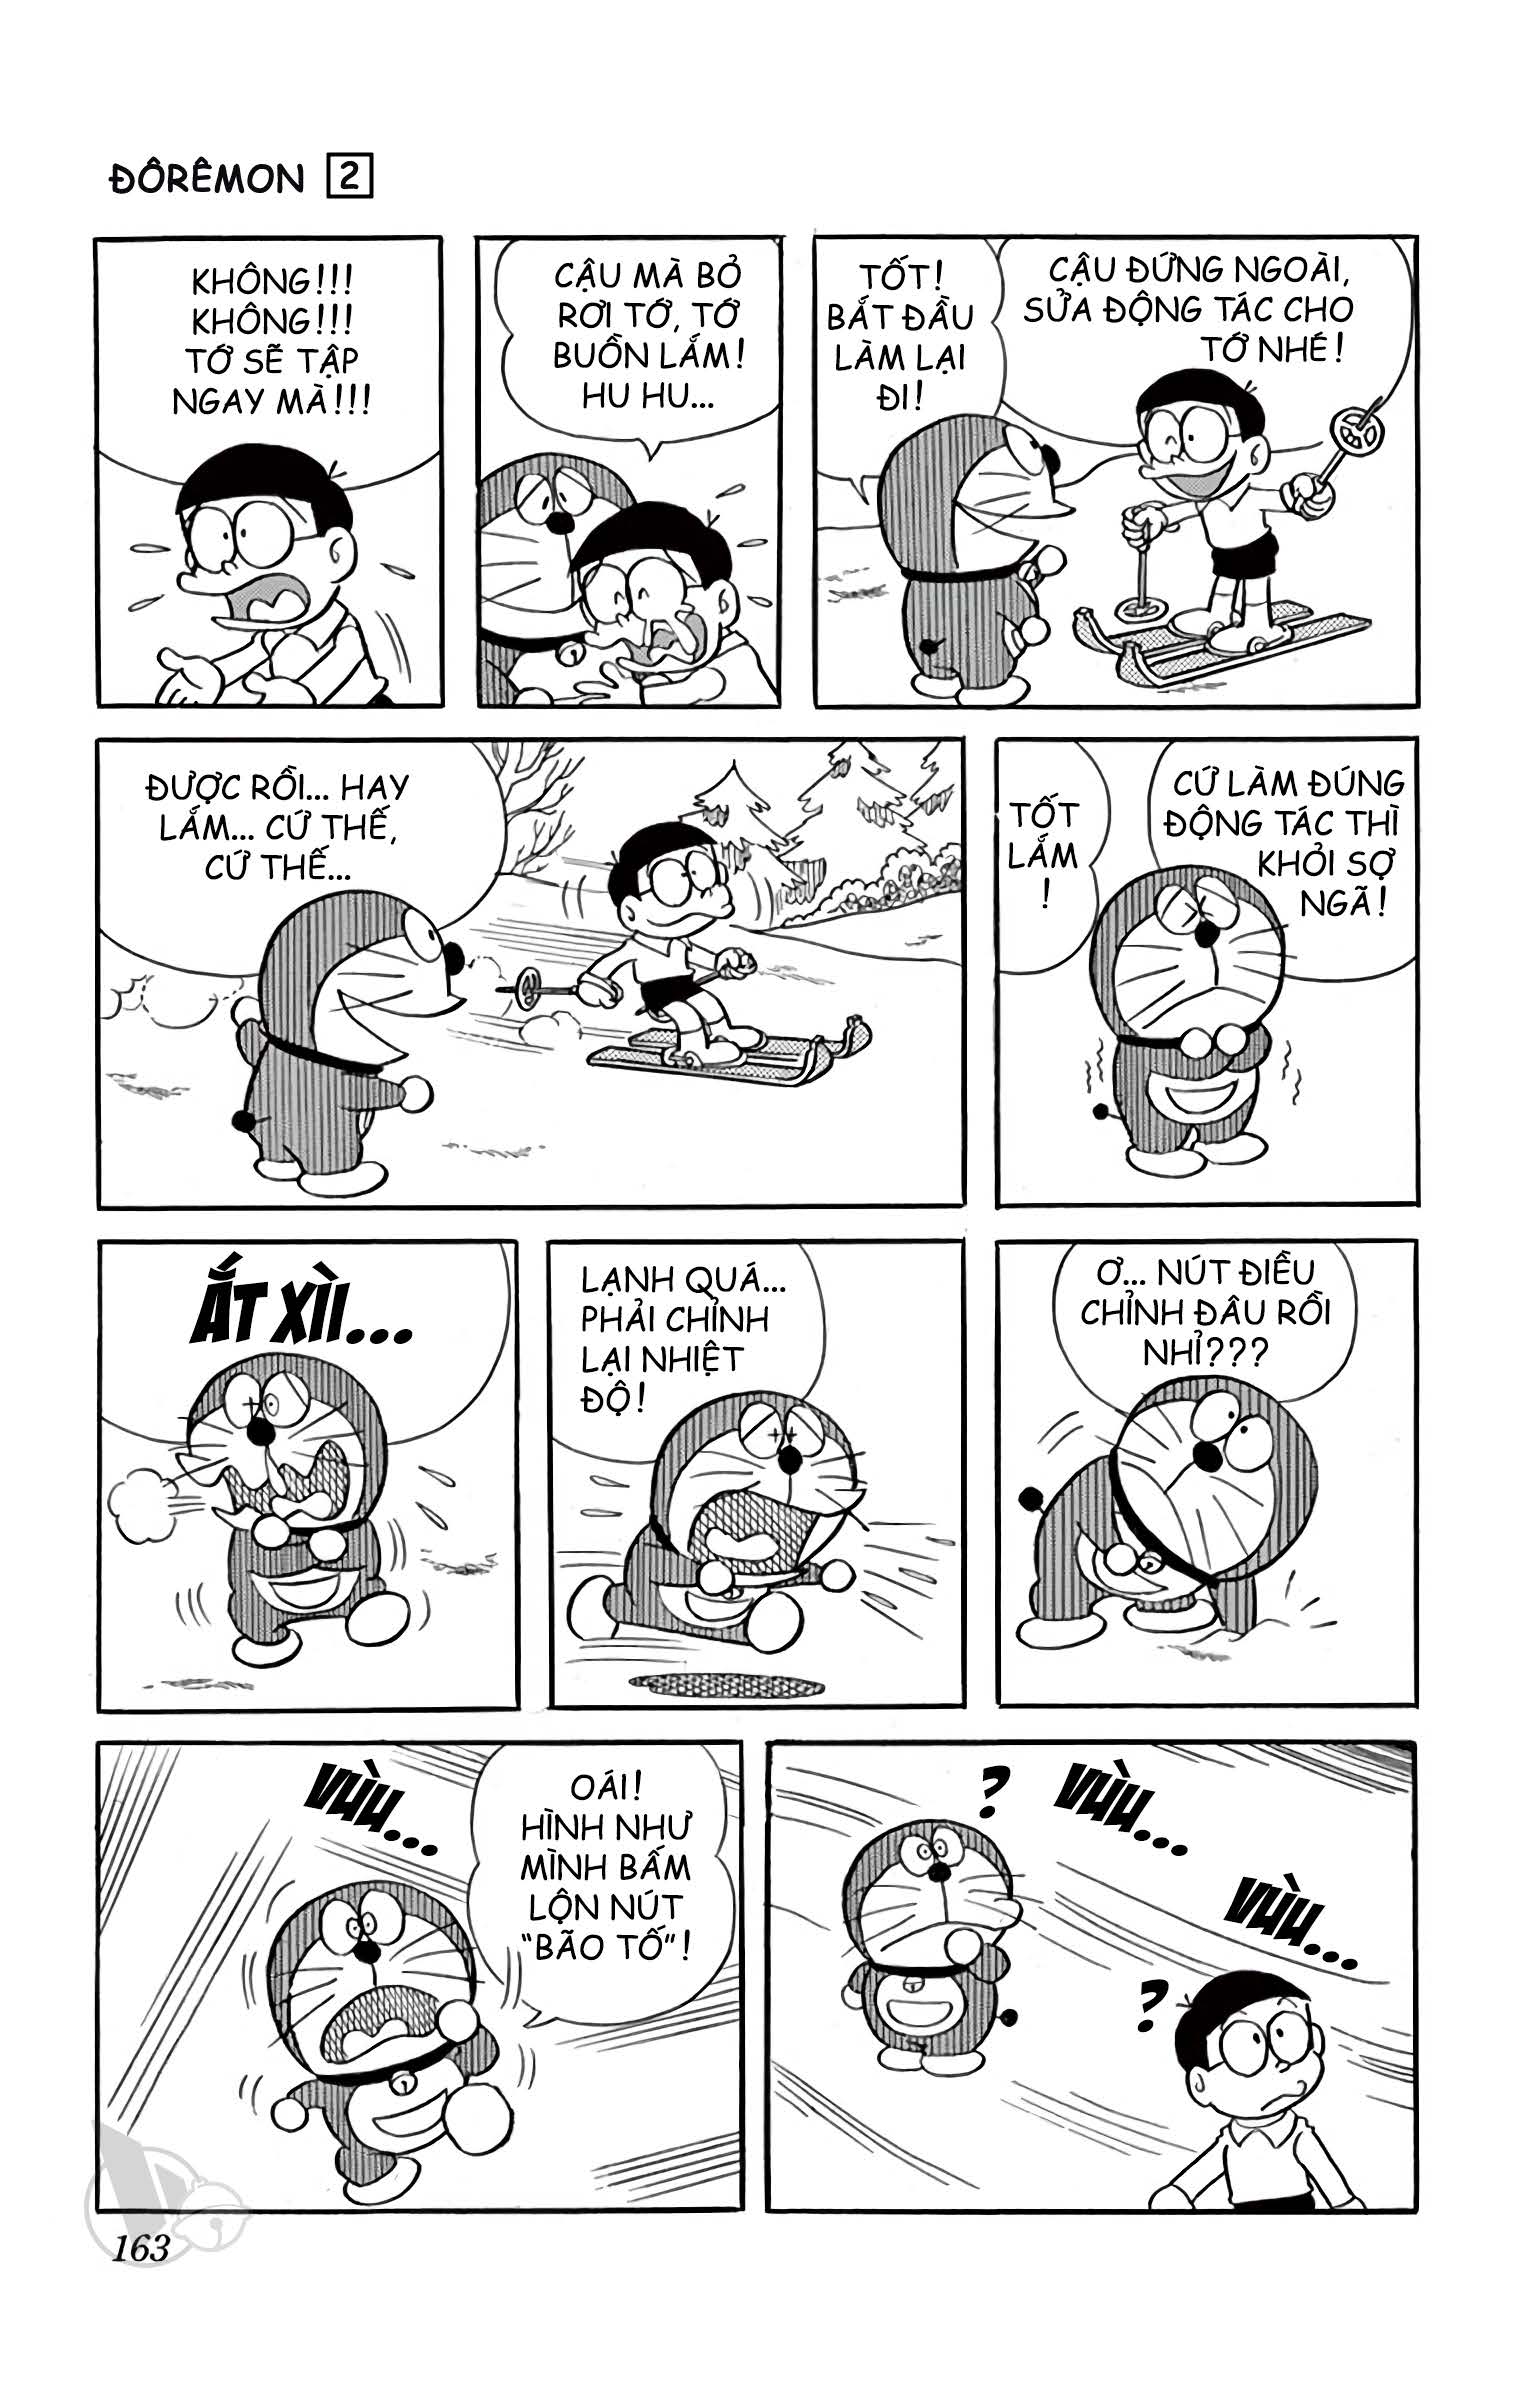 ĐÔRÊMON 2
KHÔNG!!!
KHÔNG!!!
TỚ SẼ TẬP
NGAY MÀ!!!
CẬU MÀ BỎ
RƠI TỚ, TỚ
BUỒN LẮM!
HU HU...
TỐT!
BẮT ĐẦU
LÀM LẠI
ĐI!
CẬU ĐỨNG NGOÀI,
SỬA ĐỘNG TÁC CHO
TỚ NHÉ!
ĐƯỢC RỒI... HAY
LẮM... CỨ THẾ,
CỨ THẾ...
TỐT
LẮM
!
CỨ LÀM ĐÚNG
ĐỘNG TÁC THÌ
KHỎI SỢ
NGÃ!
ẮT XÌI...
LẠNH QUÁ...
PHẢI CHỈNH
LẠI NHIỆT
ĐỘ!
Ơ... NÚT ĐIỀU
CHỈNH ĐÂU RỒI
NHỈ???
VÙU...
OÁI!
HÌNH NHƯ
MÌNH BẤM
LỘN NÚT
“BÃO TỐ”!
?
VÙU...
VÙU...
?
163